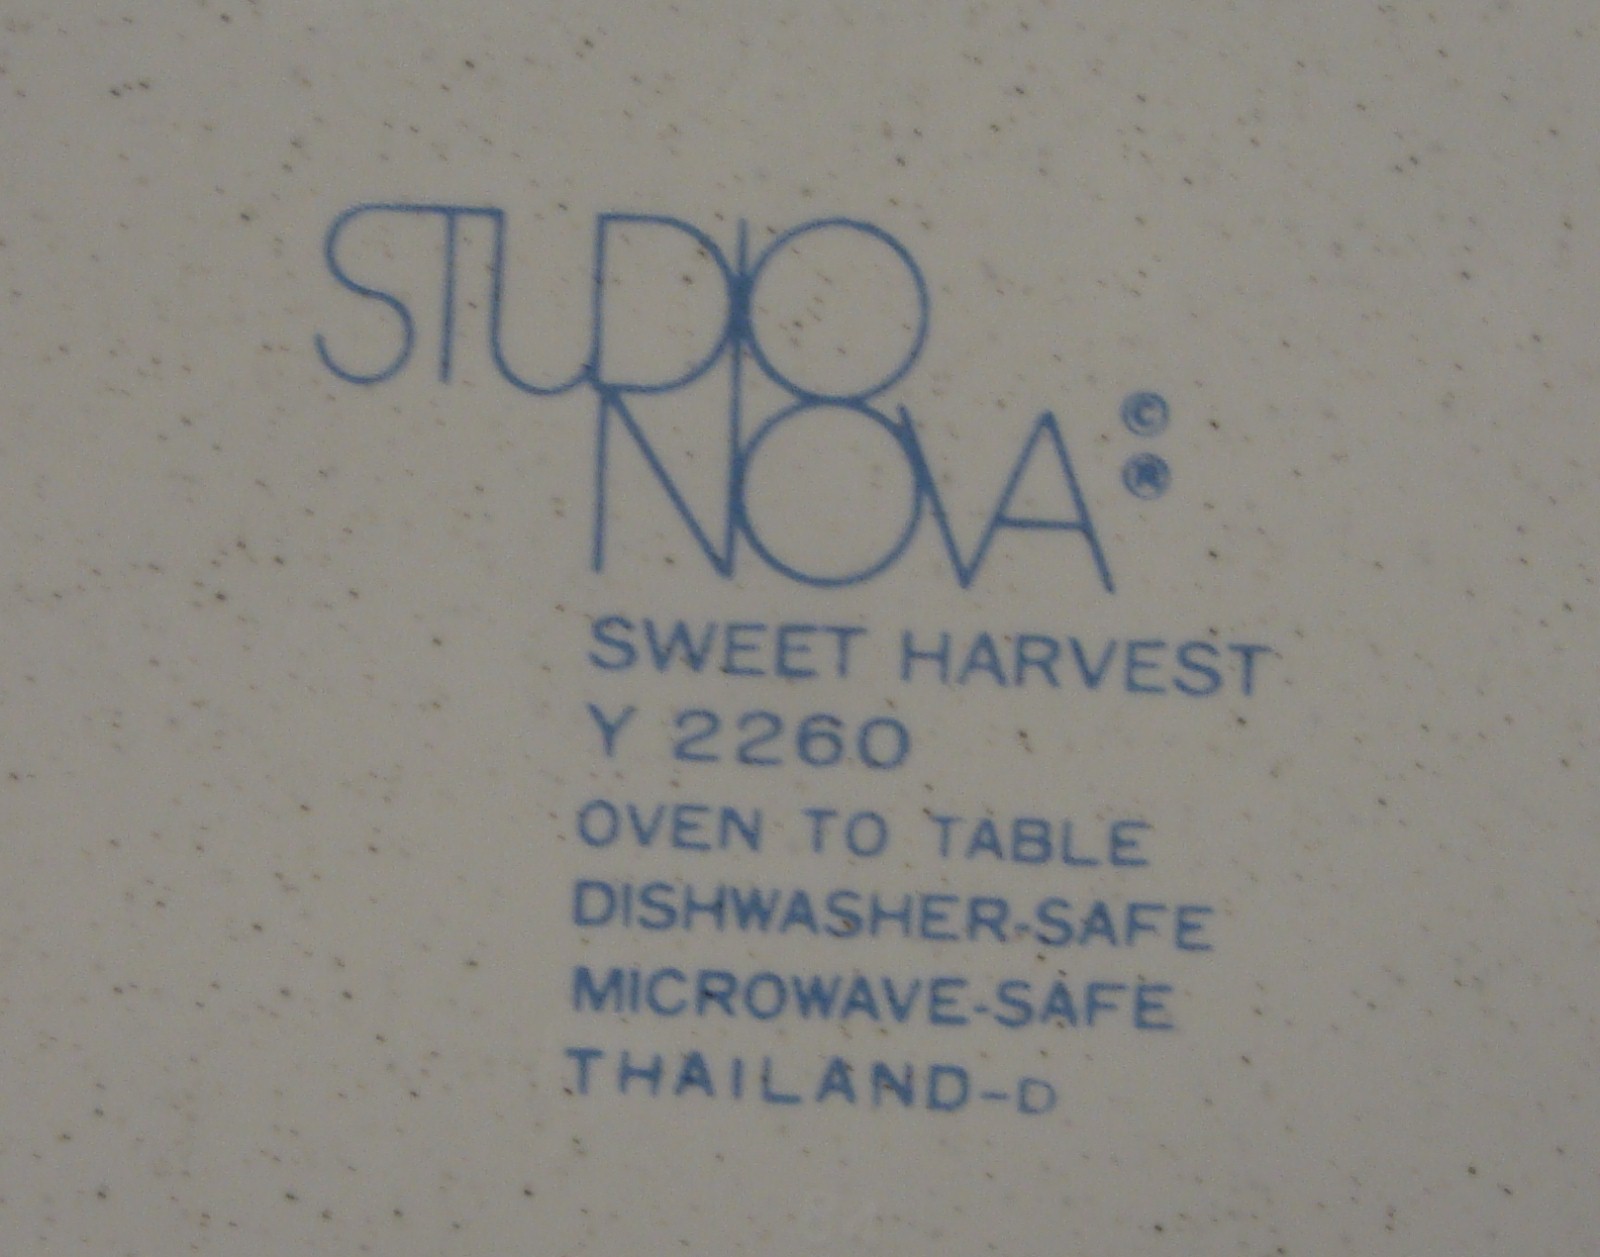 STUDIO
NOVA ©
®
SWEET HARVEST
Y 2260
OVEN TO TABLE
DISHWASHER-SAFE
MICROWAVE-SAFE
THAILAND-D